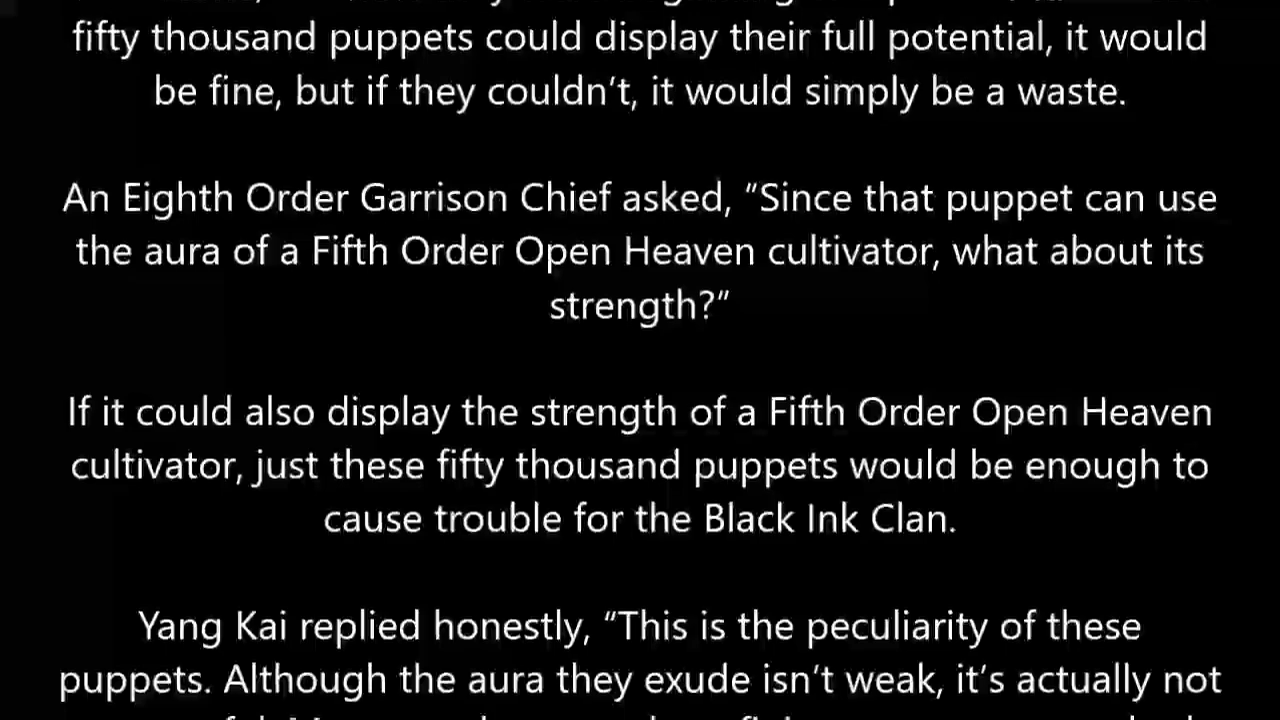 fifty thousand puppets could display their full potential, it would
be fine, but if they couldn't, it would simply be a waste.
An Eighth Order Garrison Chief asked, "Since that puppet can use
the aura of a Fifth Order Open Heaven cultivator, what about its
strength?"
If it could also display the strength of a Fifth Order Open Heaven
cultivator, just these fifty thousand puppets would be enough to
cause trouble for the Black Ink Clan.
Yang Kai replied honestly, "This is the peculiarity of these
puppets. Although the aura they exude isn't weak, it's actually not